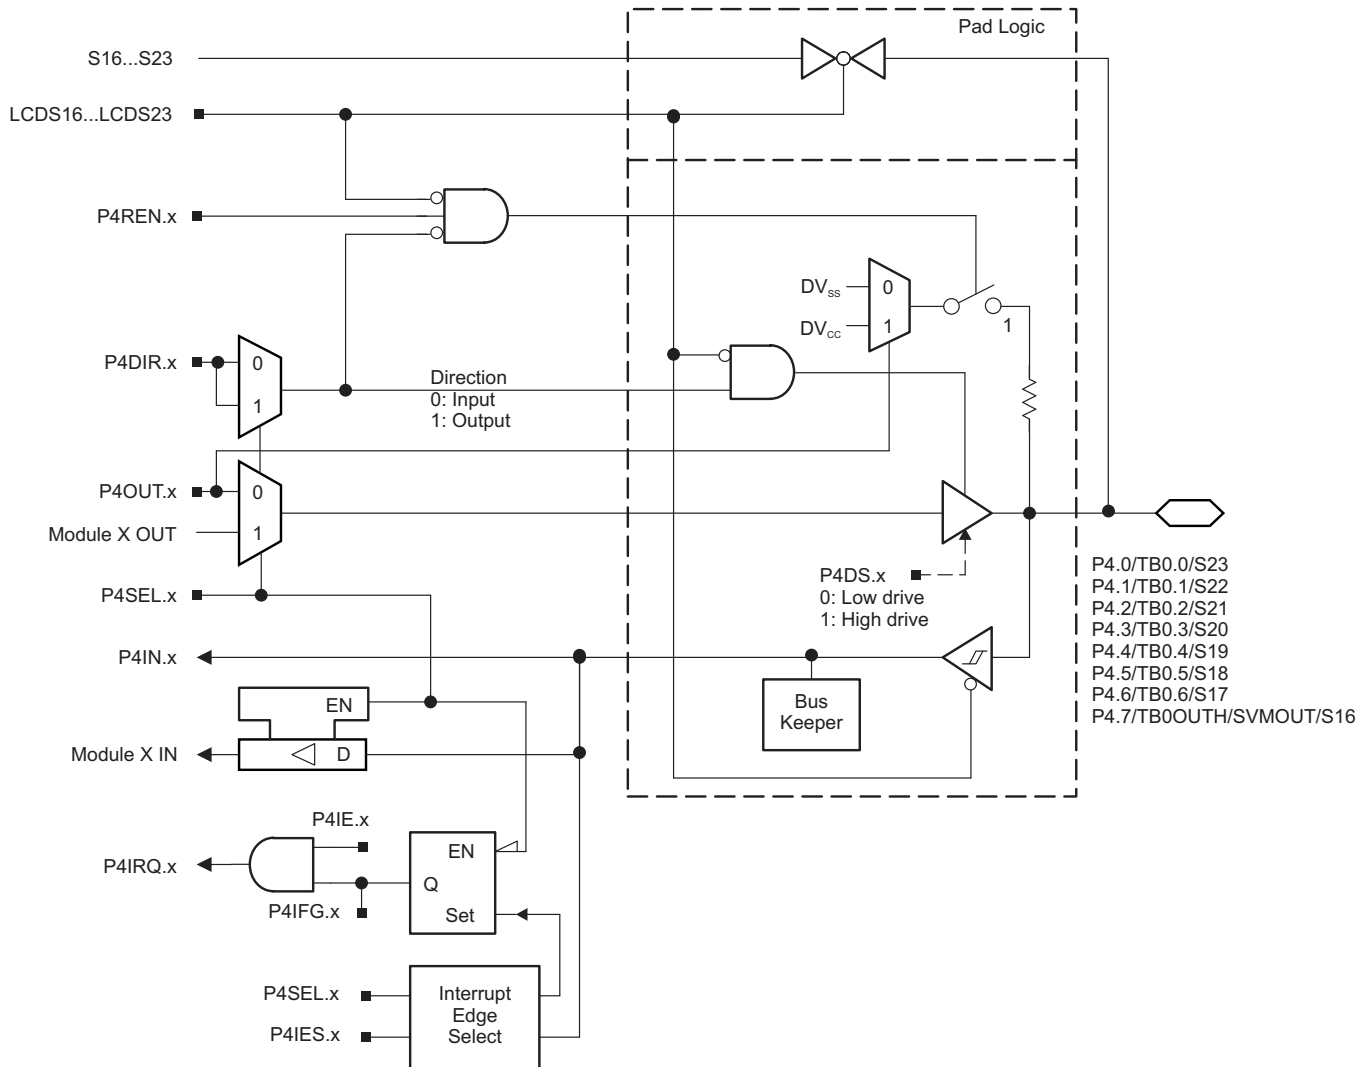 Pad Logic
S16...S23
LCDS16...LCDS23
P4REN.x
DVSS
0
DVCC
1
1
P4DIR.x
0
1
Direction
0: Input
1: Output
P4OUT.x
0
Module X OUT
1
P4DS.x
0: Low drive
1: High drive
P4SEL.x
P4.0/TB0.0/S23
P4.1/TB0.1/S22
P4.2/TB0.2/S21
P4.3/TB0.3/S20
P4.4/TB0.4/S19
P4.5/TB0.5/S18
P4.6/TB0.6/S17
P4.7/TB0OUTH/SVMOUT/S16
P4IN.x
Bus
Keeper
EN
Module X IN
D
P4IE.x
P4IRQ.x
EN
Q
P4IFG.x
Set
P4SEL.x
P4IES.x
Interrupt
Edge
Select